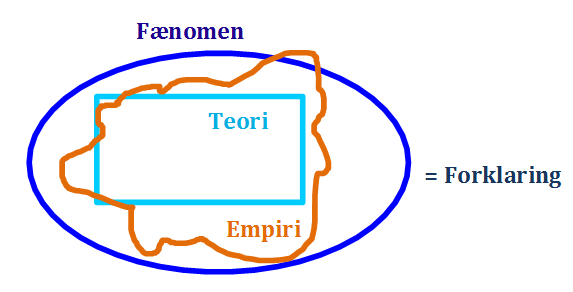 Fænomen
Teori
= Forklaring
Empiri